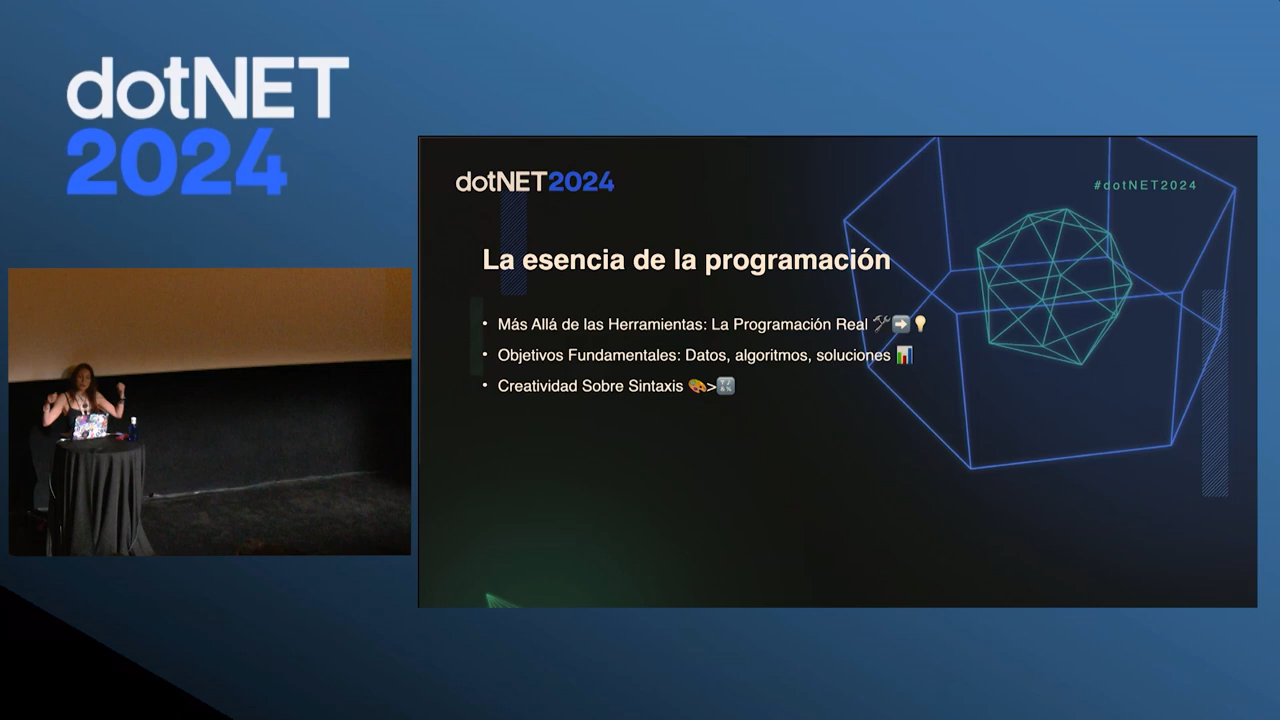 dotNET
2024
dotNET2024
#dotNET2024
La esencia de la programación
• Más Allá de las Herramientas: La Programación Real 🛠️➡️💡
• Objetivos Fundamentales: Datos, algoritmos, soluciones 📊
• Creatividad Sobre Sintaxis 🎨>🔣